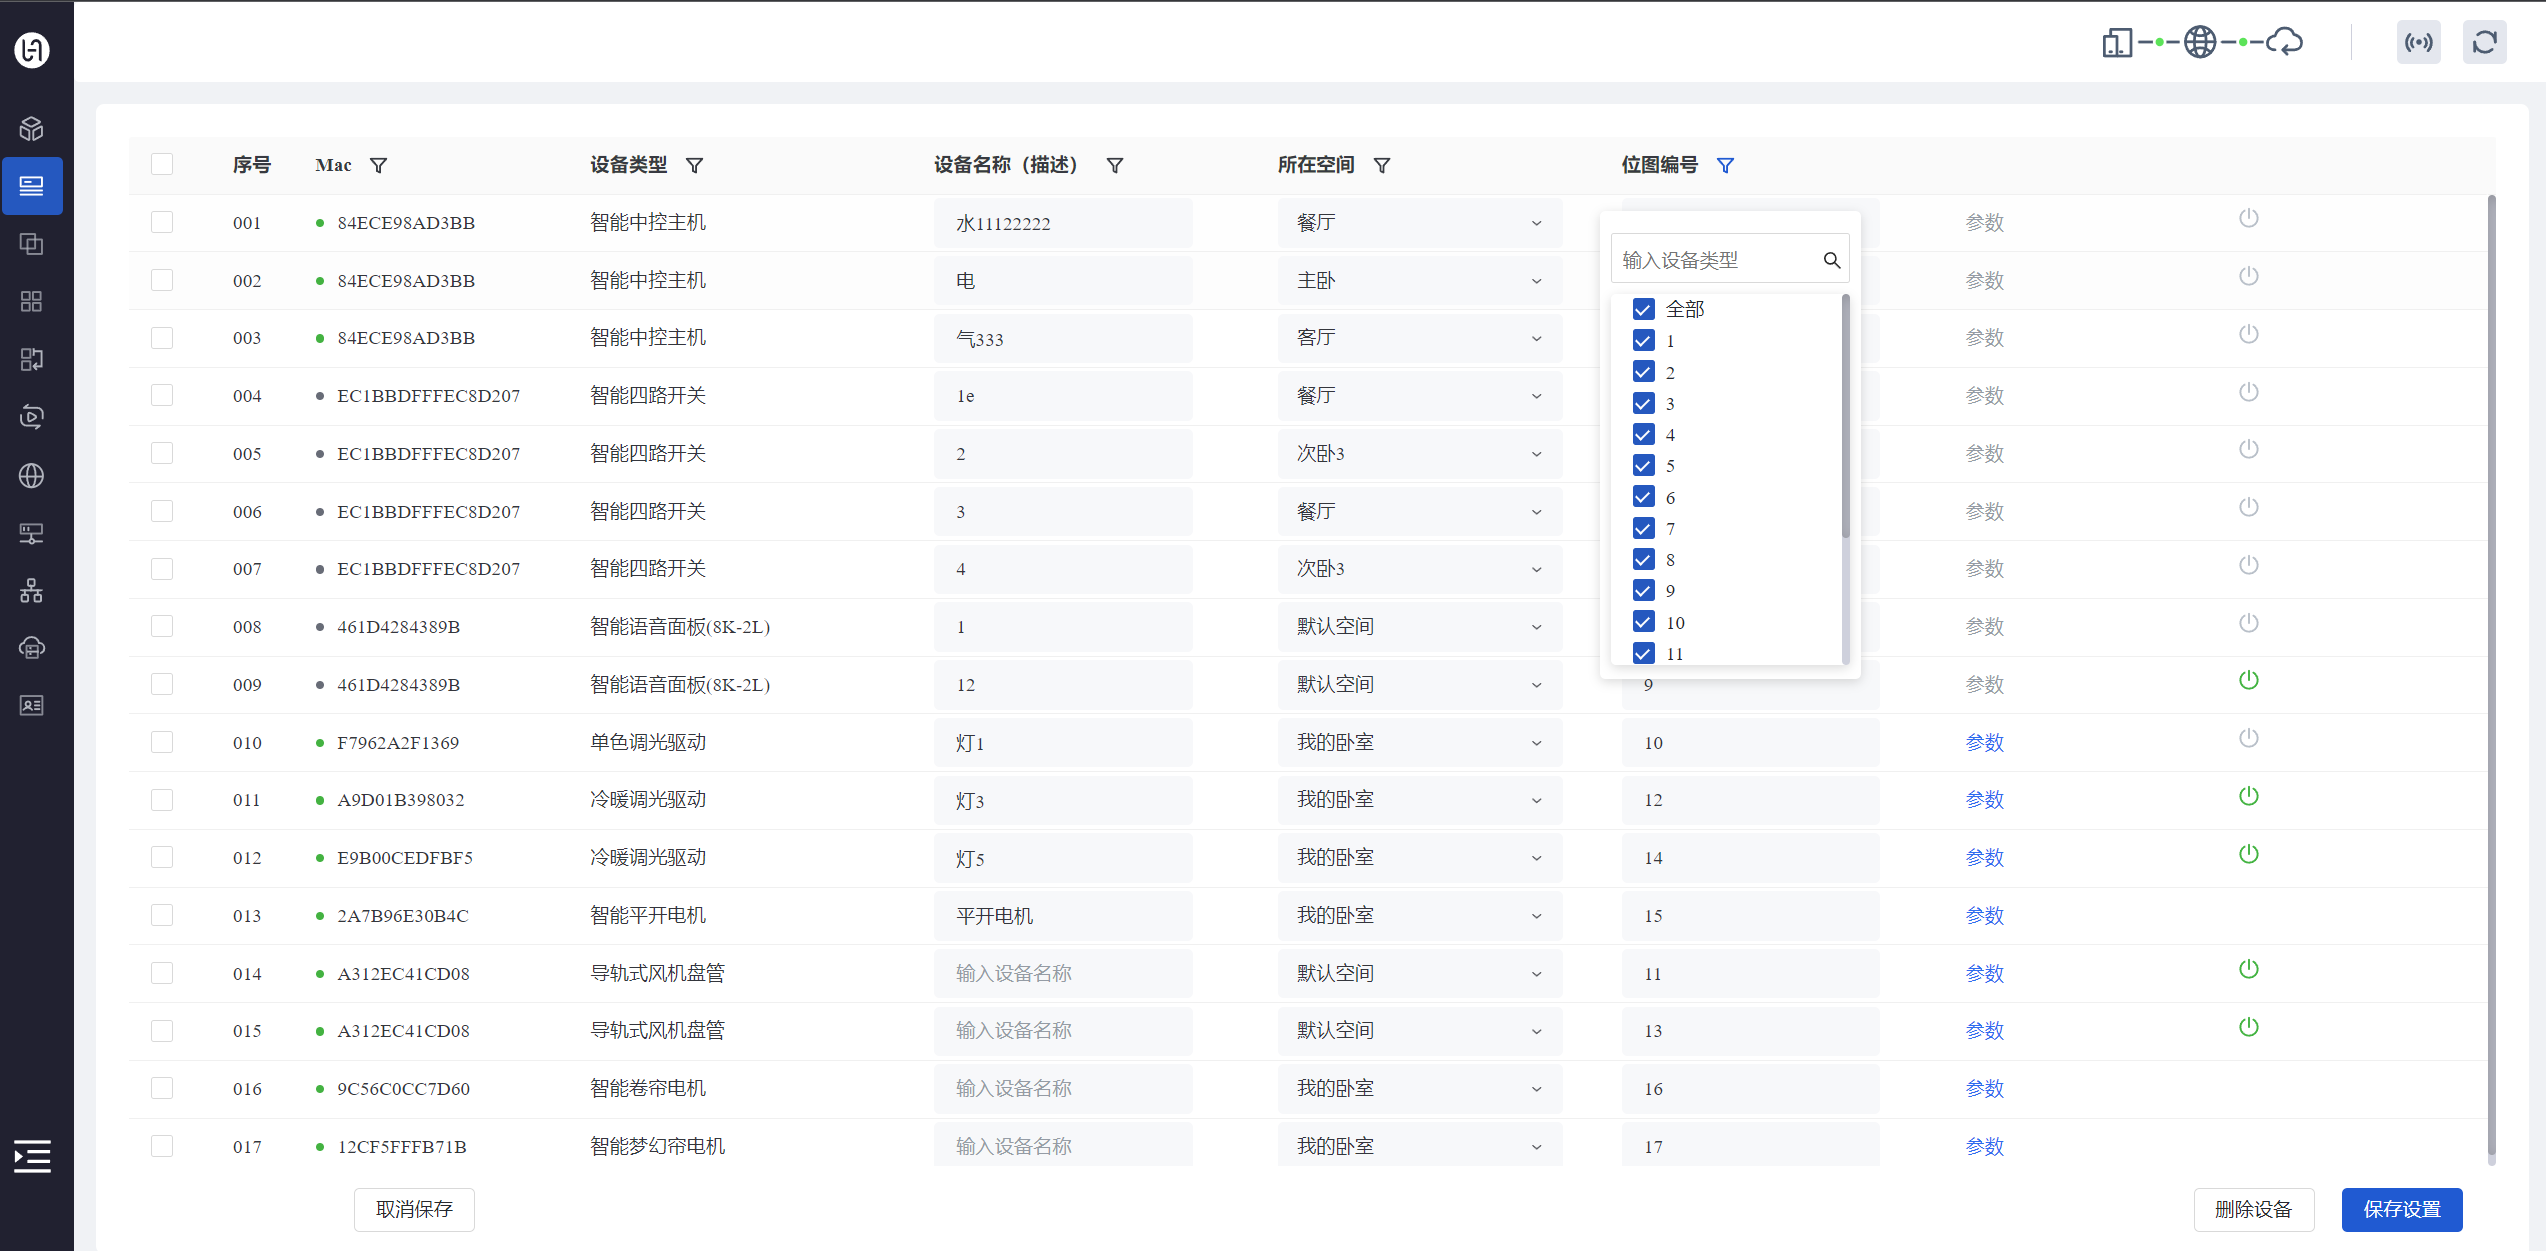 序号 Mac 设备类型 设备名称（描述） 所在空间 位图编号
001 84ECE98AD3BB 智能中控主机 水11122222 餐厅 参数
002 84ECE98AD3BB 智能中控主机 电 主卧 参数
003 84ECE98AD3BB 智能中控主机 气333 客厅 参数
004 EC1BBDFFFEC8D207 智能四路开关 1e 餐厅 参数
005 EC1BBDFFFEC8D207 智能四路开关 2 次卧3 参数
006 EC1BBDFFFEC8D207 智能四路开关 3 餐厅 参数
007 EC1BBDFFFEC8D207 智能四路开关 4 次卧3 参数
008 461D4284389B 智能语音面板(8K-2L) 1 默认空间 参数
009 461D4284389B 智能语音面板(8K-2L) 12 默认空间 9 参数
010 F7962A2F1369 单色调光驱动 灯1 我的卧室 10 参数
011 A9D01B398032 冷暖调光驱动 灯3 我的卧室 12 参数
012 E9B00CEDFBF5 冷暖调光驱动 灯5 我的卧室 14 参数
013 2A7B96E30B4C 智能平开电机 平开电机 我的卧室 15 参数
014 A312EC41CD08 导轨式风机盘管 输入设备名称 默认空间 11 参数
015 A312EC41CD08 导轨式风机盘管 输入设备名称 默认空间 13 参数
016 9C56C0CC7D60 智能卷帘电机 输入设备名称 我的卧室 16 参数
017 12CF5FFFB71B 智能梦幻帘电机 输入设备名称 我的卧室 17 参数
输入设备类型
全部
1
2
3
4
5
6
7
8
9
10
11
取消保存 删除设备 保存设置